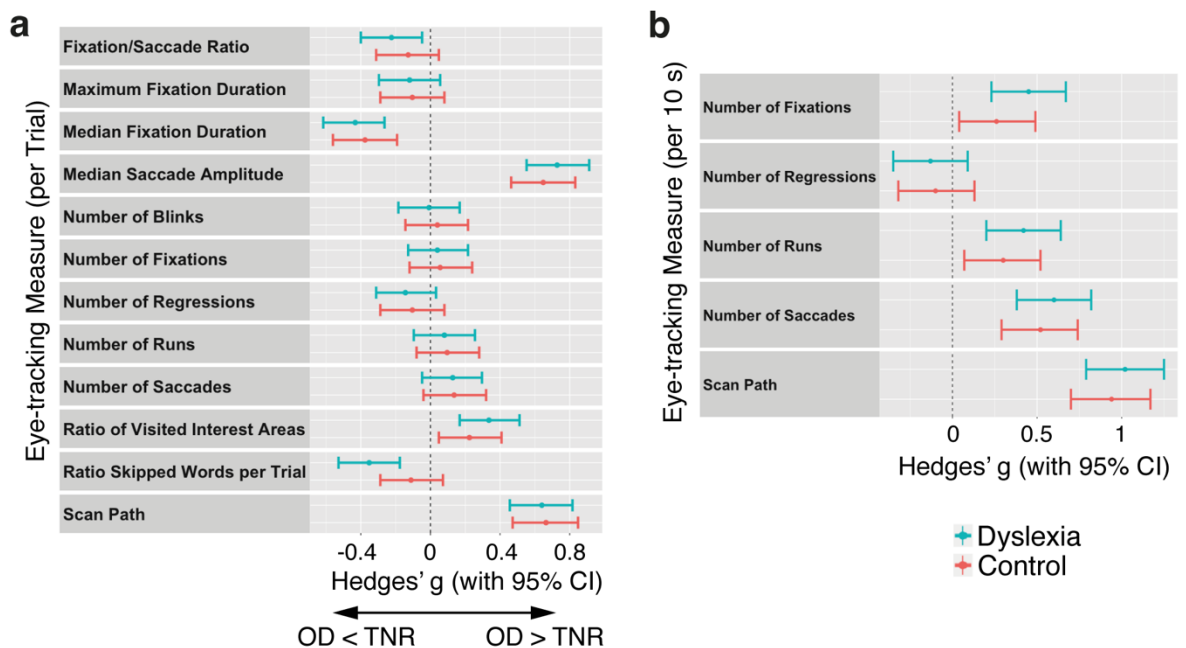 a
Eye-tracking Measure (per Trial)
Fixation/Saccade Ratio
Maximum Fixation Duration
Median Fixation Duration
Median Saccade Amplitude
Number of Blinks
Number of Fixations
Number of Regressions
Number of Runs
Number of Saccades
Ratio of Visited Interest Areas
Ratio Skipped Words per Trial
Scan Path
-0.4 0 0.4 0.8
Hedges' g (with 95% CI)
OD < TNR OD > TNR
b
Eye-tracking Measure (per 10 s)
Number of Fixations
Number of Regressions
Number of Runs
Number of Saccades
Scan Path
0 0.5 1
Hedges' g (with 95% CI)
Dyslexia
Control